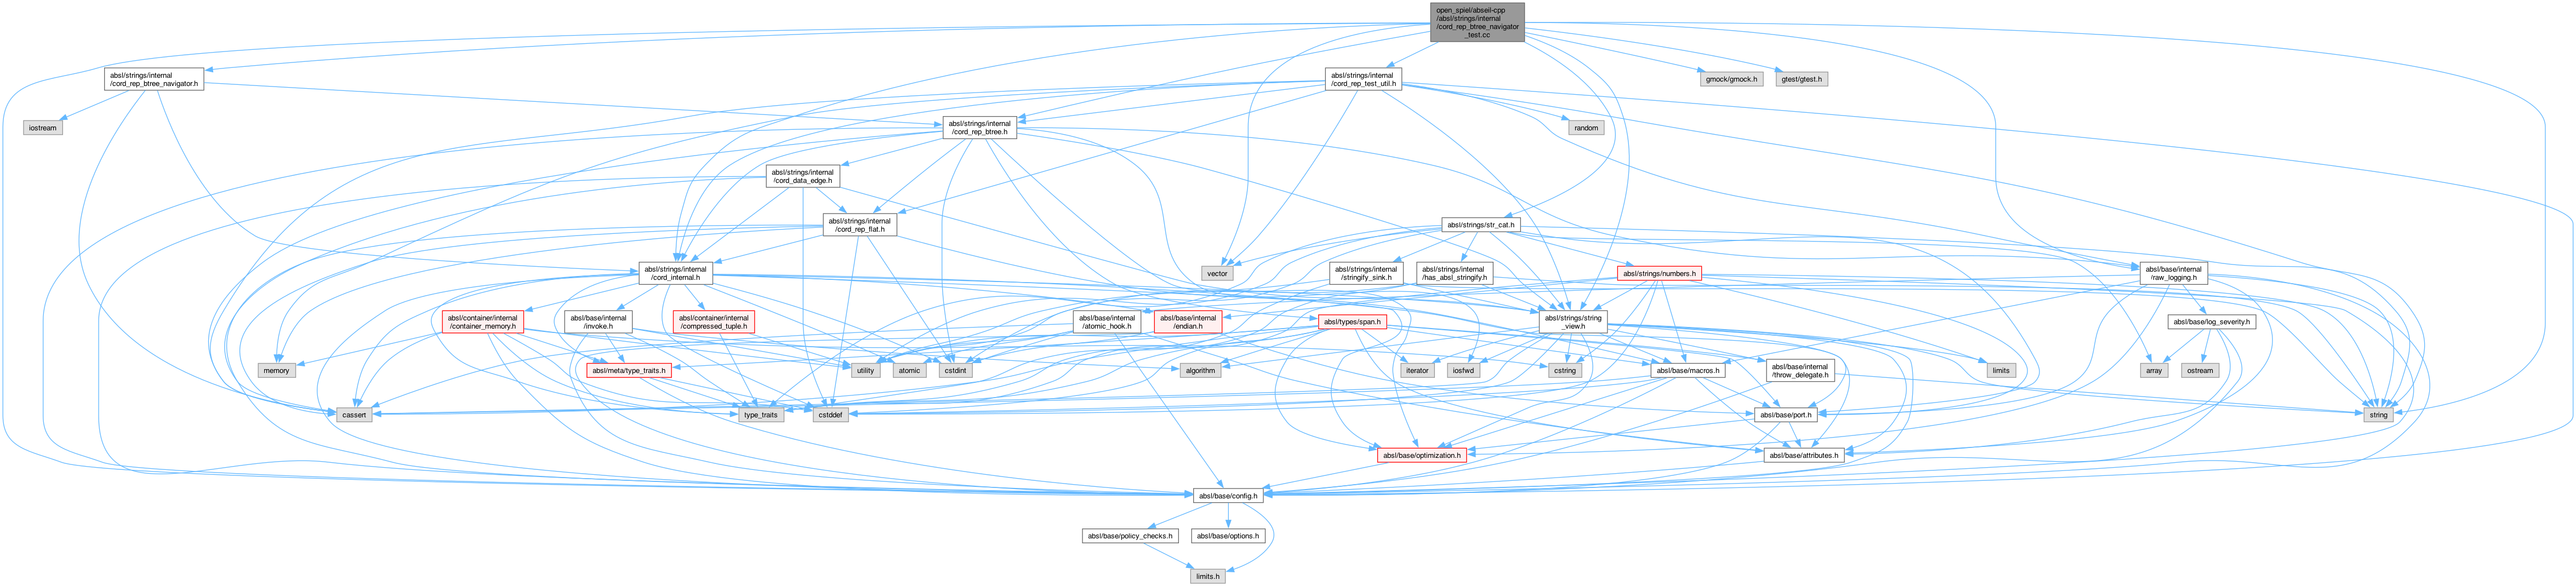 open_spiel/abseil-cpp
/absl/strings/internal
/cord_rep_btree_navigator
_test.cc
absl/strings/internal
/cord_rep_btree_navigator.h
absl/strings/internal
/cord_rep_test_util.h
gmock/gmock.h
gtest/gtest.h
iostream
absl/strings/internal
/cord_rep_btree.h
random
absl/strings/internal
/cord_data_edge.h
absl/strings/internal
/cord_rep_flat.h
absl/strings/str_cat.h
absl/strings/internal
/cord_internal.h
vector
absl/strings/internal
/stringify_sink.h
absl/strings/internal
/has_absl_stringify.h
absl/strings/numbers.h
absl/base/internal
/raw_logging.h
absl/container/internal
/container_memory.h
absl/base/internal
/invoke.h
absl/container/internal
/compressed_tuple.h
absl/base/internal
/atomic_hook.h
absl/base/internal
/endian.h
absl/types/span.h
absl/strings/string
_view.h
absl/base/log_severity.h
memory
absl/meta/type_traits.h
utility
atomic
cstdint
algorithm
iterator
iosfwd
cstring
absl/base/macros.h
absl/base/internal
/throw_delegate.h
limits
array
ostream
cassert
type_traits
cstddef
absl/base/port.h
string
absl/base/optimization.h
absl/base/attributes.h
absl/base/config.h
absl/base/policy_checks.h
absl/base/options.h
limits.h